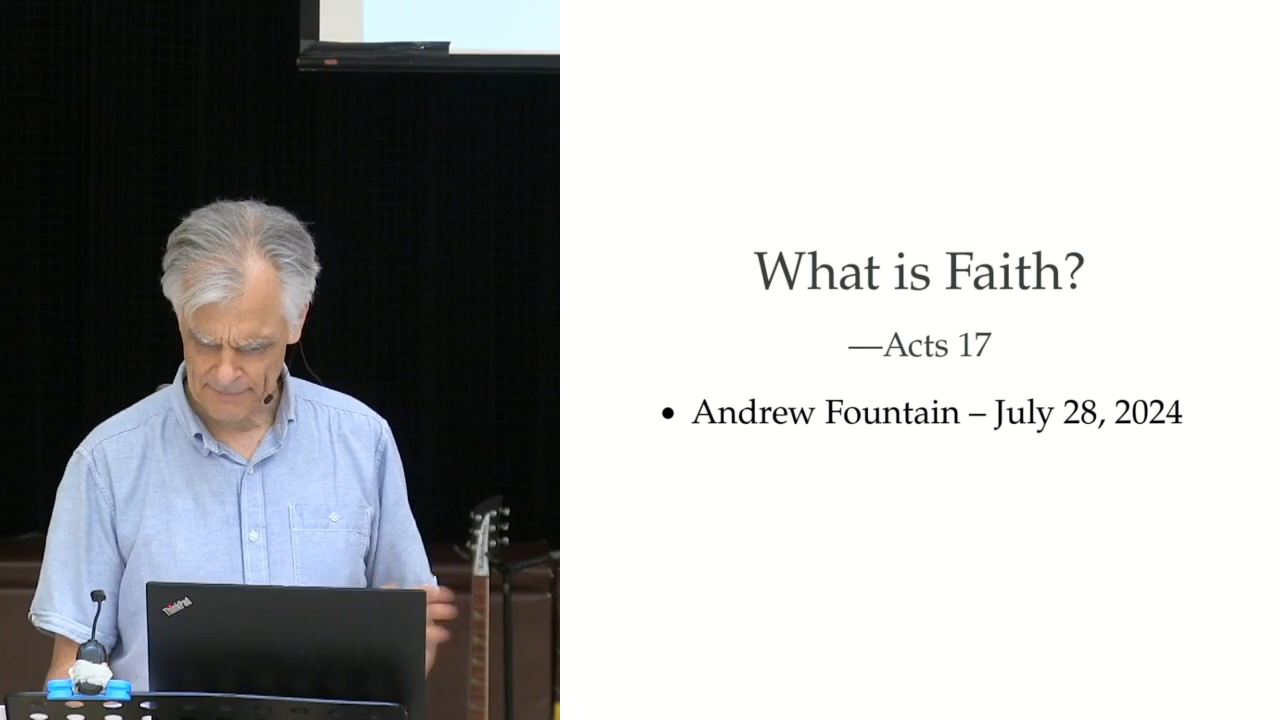 What is Faith?
—Acts 17
• Andrew Fountain – July 28, 2024
ThinkPad